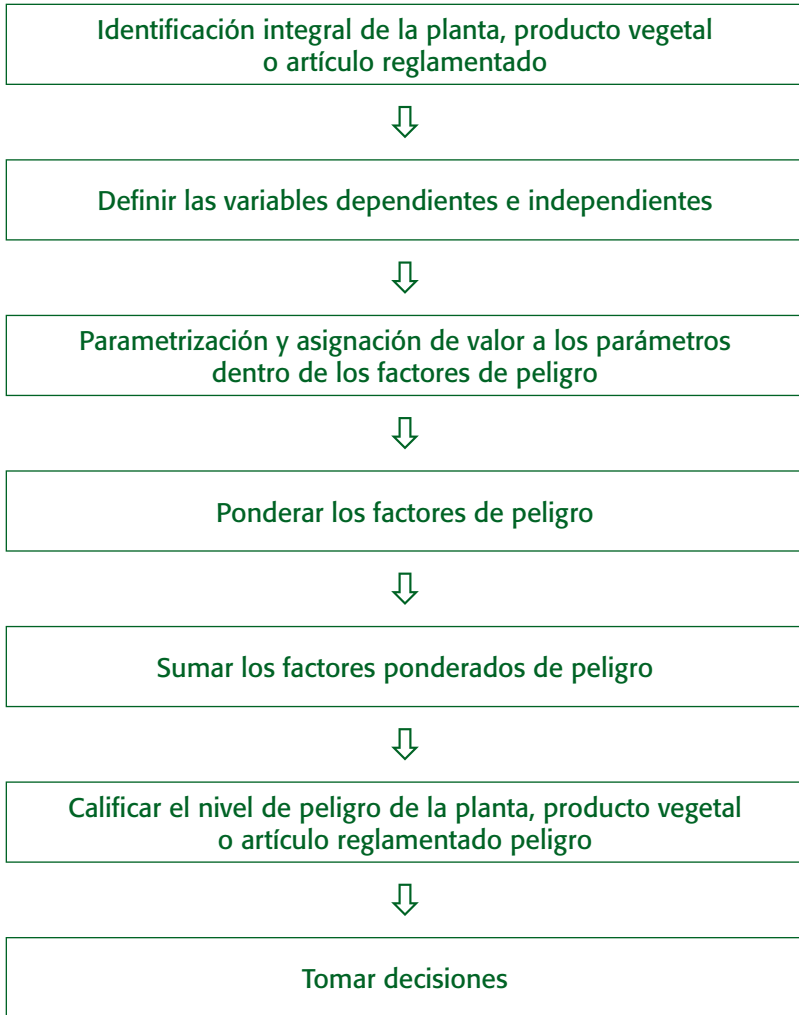 Identificación integral de la planta, producto vegetal
o artículo reglamentado
Definir las variables dependientes e independientes
Parametrización y asignación de valor a los parámetros
dentro de los factores de peligro
Ponderar los factores de peligro
Sumar los factores ponderados de peligro
Calificar el nivel de peligro de la planta, producto vegetal
o artículo reglamentado peligro
Tomar decisiones